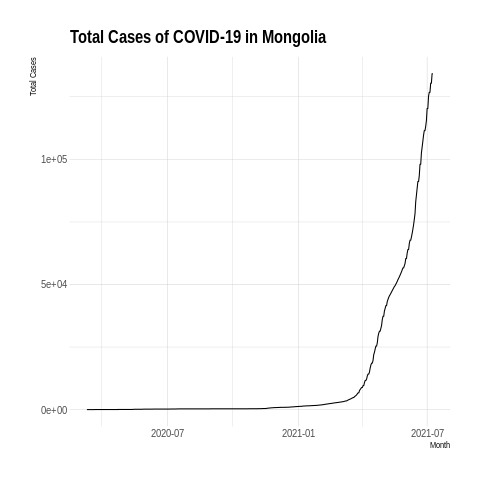 Total Cases of COVID-19 in Mongolia
Total Cases
1e+05
5e+04
0e+00
2020-07 2021-01 2021-07
Month